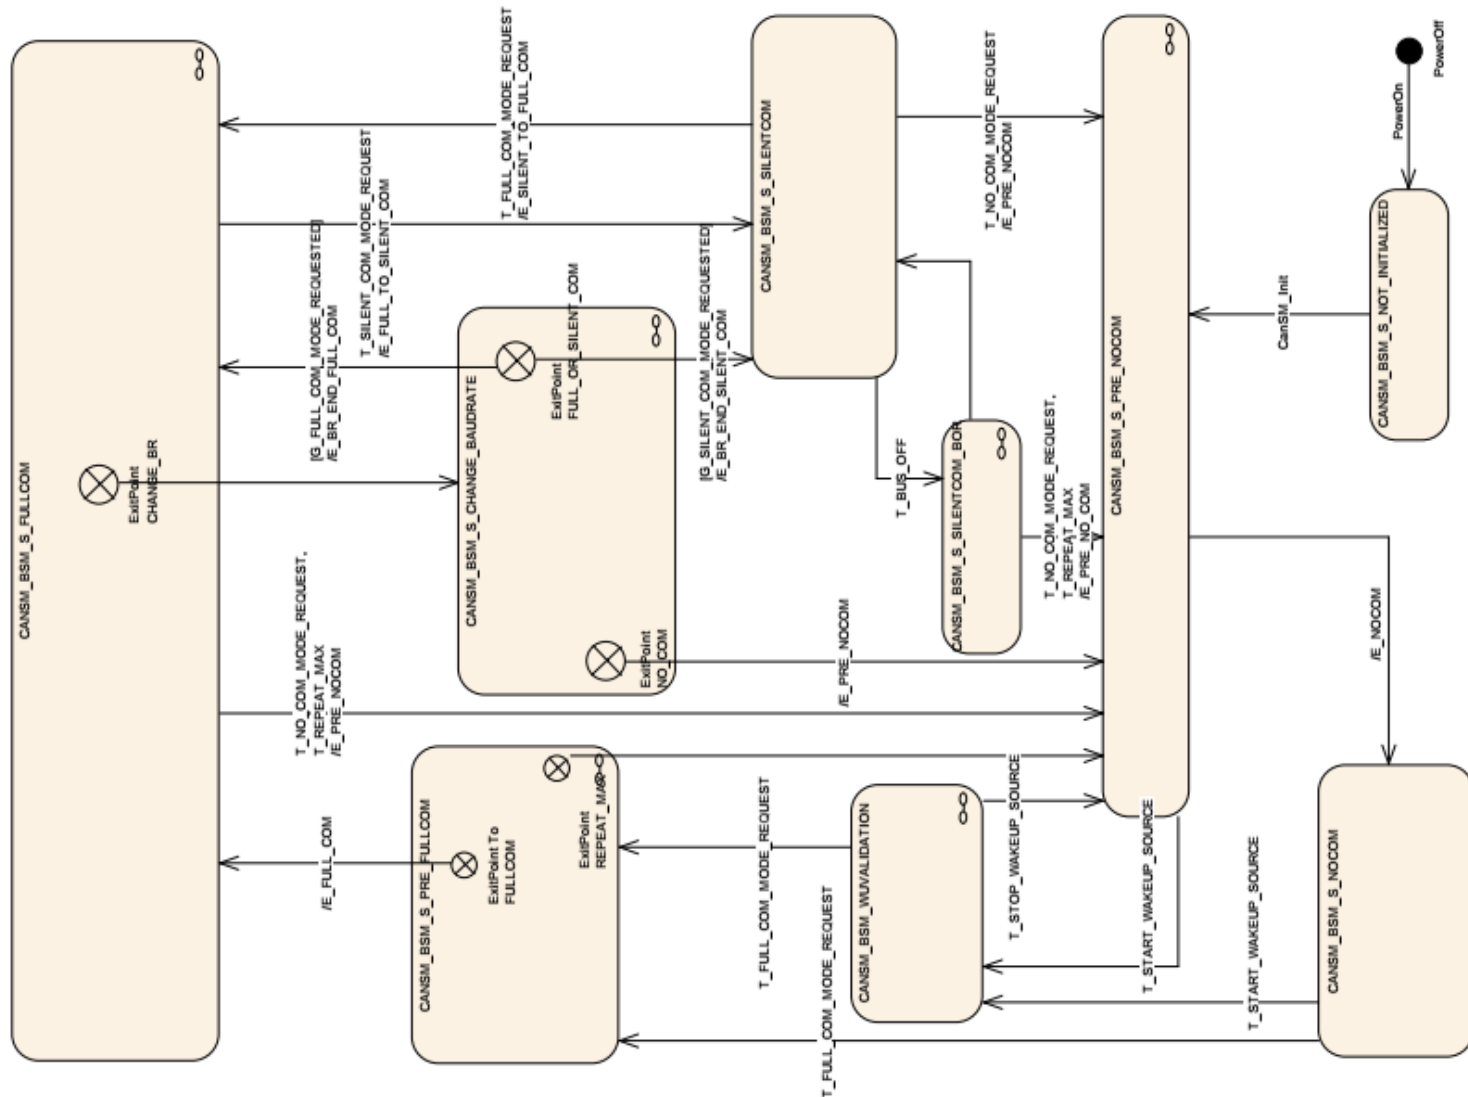 PowerOff
PowerOn
CANSM_BSM_S_NOT_INITIALIZED
CanSM_Init
CANSM_BSM_S_PRE_NOCOM
/E_NOCOM
CANSM_BSM_S_NOCOM
T_START_WAKEUP_SOURCE
T_START_WAKEUP_SOURCE
T_STOP_WAKEUP_SOURCE
CANSM_BSM_WUVALIDATION
T_FULL_COM_MODE_REQUEST
T_FULL_COM_MODE_REQUEST
CANSM_BSM_S_PRE_FULLCOM
ExitPoint To
FULLCOM
ExitPoint
REPEAT_MAX
/E_FULL_COM
CANSM_BSM_S_FULLCOM
ExitPoint
CHANGE_BR
T_NO_COM_MODE_REQUEST,
T_REPEAT_MAX
/E_PRE_NOCOM
CANSM_BSM_S_CHANGE_BAUDRATE
ExitPoint
NO_COM
/E_PRE_NOCOM
ExitPoint
FULL_OR_SILENT_COM
[G_FULL_COM_MODE_REQUESTED]
/E_BR_END_FULL_COM
T_SILENT_COM_MODE_REQUEST
/E_FULL_TO_SILENT_COM
T_FULL_COM_MODE_REQUEST
/E_SILENT_TO_FULL_COM
[G_SILENT_COM_MODE_REQUESTED]
/E_BR_END_SILENT_COM
CANSM_BSM_S_SILENTCOM
T_BUS_OFF
CANSM_BSM_S_SILENTCOM_BOR
T_NO_COM_MODE_REQUEST,
T_REPEAT_MAX
/E_PRE_NO_COM
T_NO_COM_MODE_REQUEST
/E_PRE_NOCOM